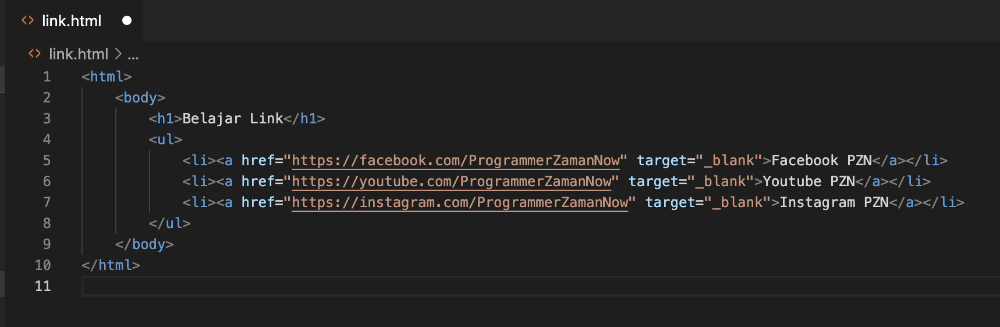 link.html
link.html > ...
1 <html>
2 <body>
3 <h1>Belajar Link</h1>
4 <ul>
5 <li><a href="https://facebook.com/ProgrammerZamanNow" target="_blank">Facebook PZN</a></li>
6 <li><a href="https://youtube.com/ProgrammerZamanNow" target="_blank">Youtube PZN</a></li>
7 <li><a href="https://instagram.com/ProgrammerZamanNow" target="_blank">Instagram PZN</a></li>
8 </ul>
9 </body>
10 </html>
11